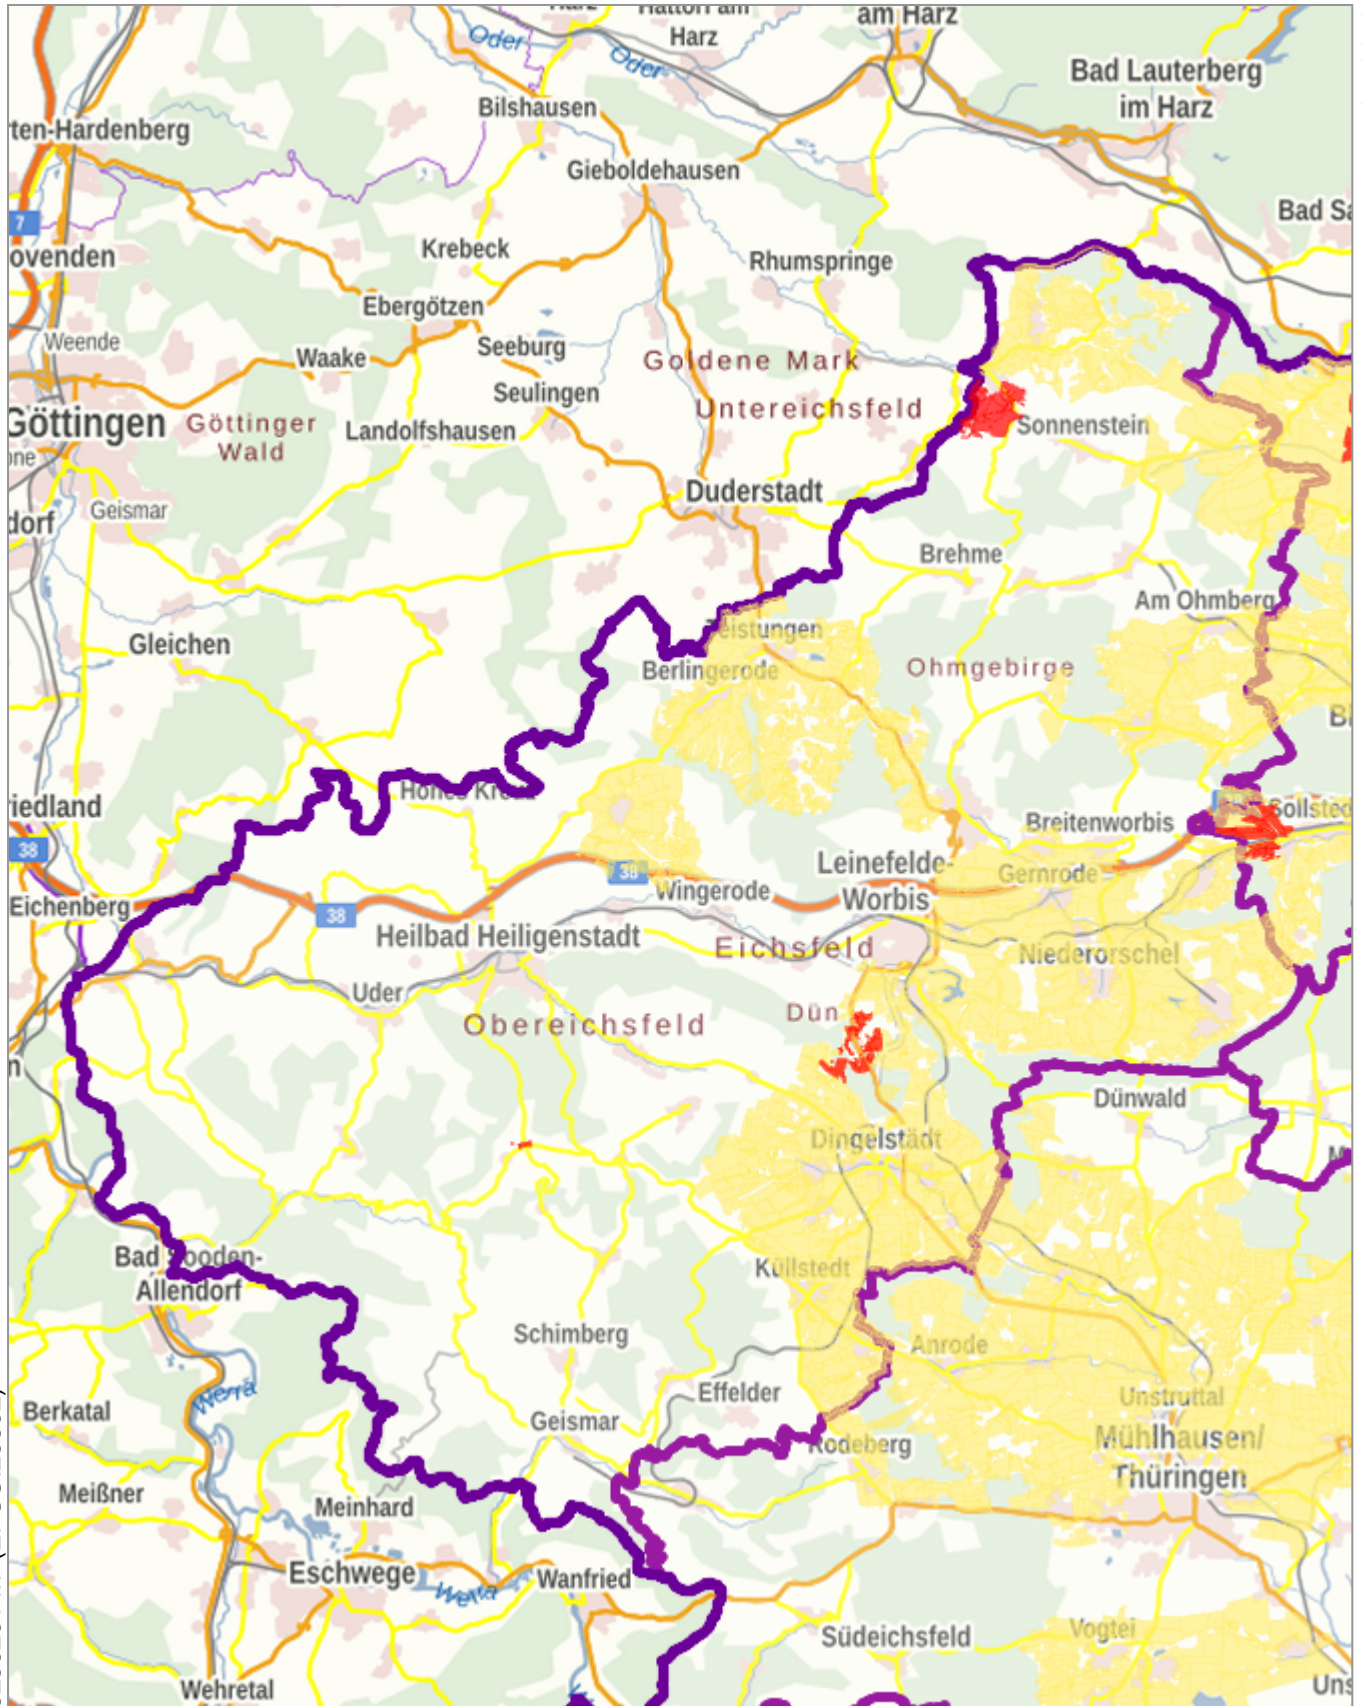 am Harz
Harz
Oder
Oder
Bad Lauterberg
im Harz
Bilshausen
ten-Hardenberg
Gieboldehausen
7
Bad Sa
ovenden
Krebeck
Rhumspringe
Ebergötzen
Weende
Seeburg
Waake
Goldene Mark
Seulingen
Untereichsfeld
Göttingen
Göttinger
Wald
Landolfshausen
Sonnenstein
Duderstadt
Geismar
dorf
Brehme
Am Ohmberg
Teistungen
Gleichen
Berlingerode
Ohmgebirge
Hohes Kreuz
riedland
Sollsted
Breitenworbis
38
Leinefelde-
Worbis
38
Gernrode
Wingerode
Eichenberg
38
Heilbad Heiligenstadt
Eichsfeld
Niederorschel
Uder
Dün
Obereichsfeld
Dünwald
Dingelstädt
Bad Sooden-
Allendorf
Küllstedt
Schimberg
Anrode
Werra
Effelder
Unstruttal
Berkatal
Geismar
Mühlhausen/
Thüringen
Rodeberg
Meißner
Meinhard
Eschwege
Wanfried
Werra
Vogtei
Südeichsfeld
Wehretal
Uns